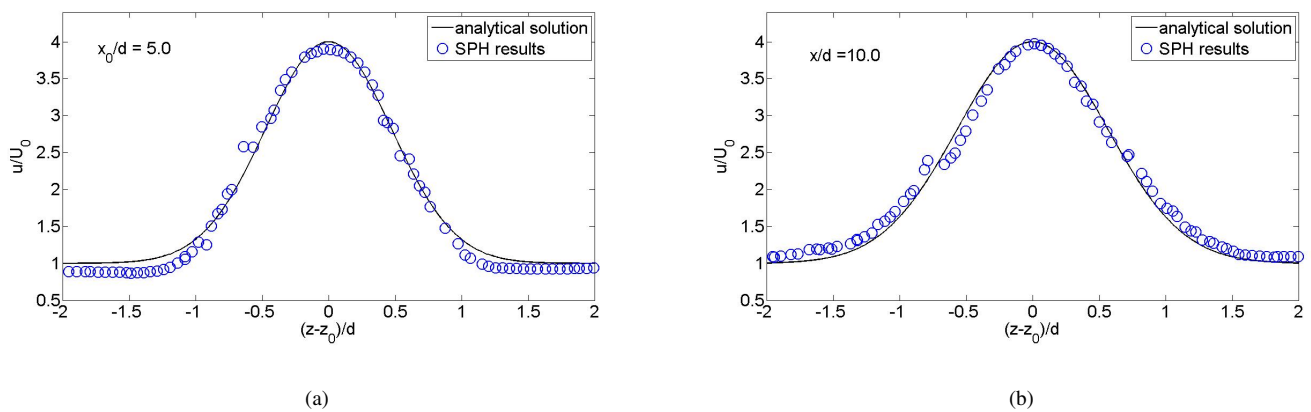 x0/d = 5.0
analytical solution
SPH results
4
3.5
3
2.5
2
1.5
1
0.5
u/U0
-2
-1.5
-1
-0.5
0
0.5
1
1.5
2
(z-z0)/d
(a)
x/d =10.0
analytical solution
SPH results
4
3.5
3
2.5
2
1.5
1
0.5
u/U0
-2
-1.5
-1
-0.5
0
0.5
1
1.5
2
(z-z0)/d
(b)